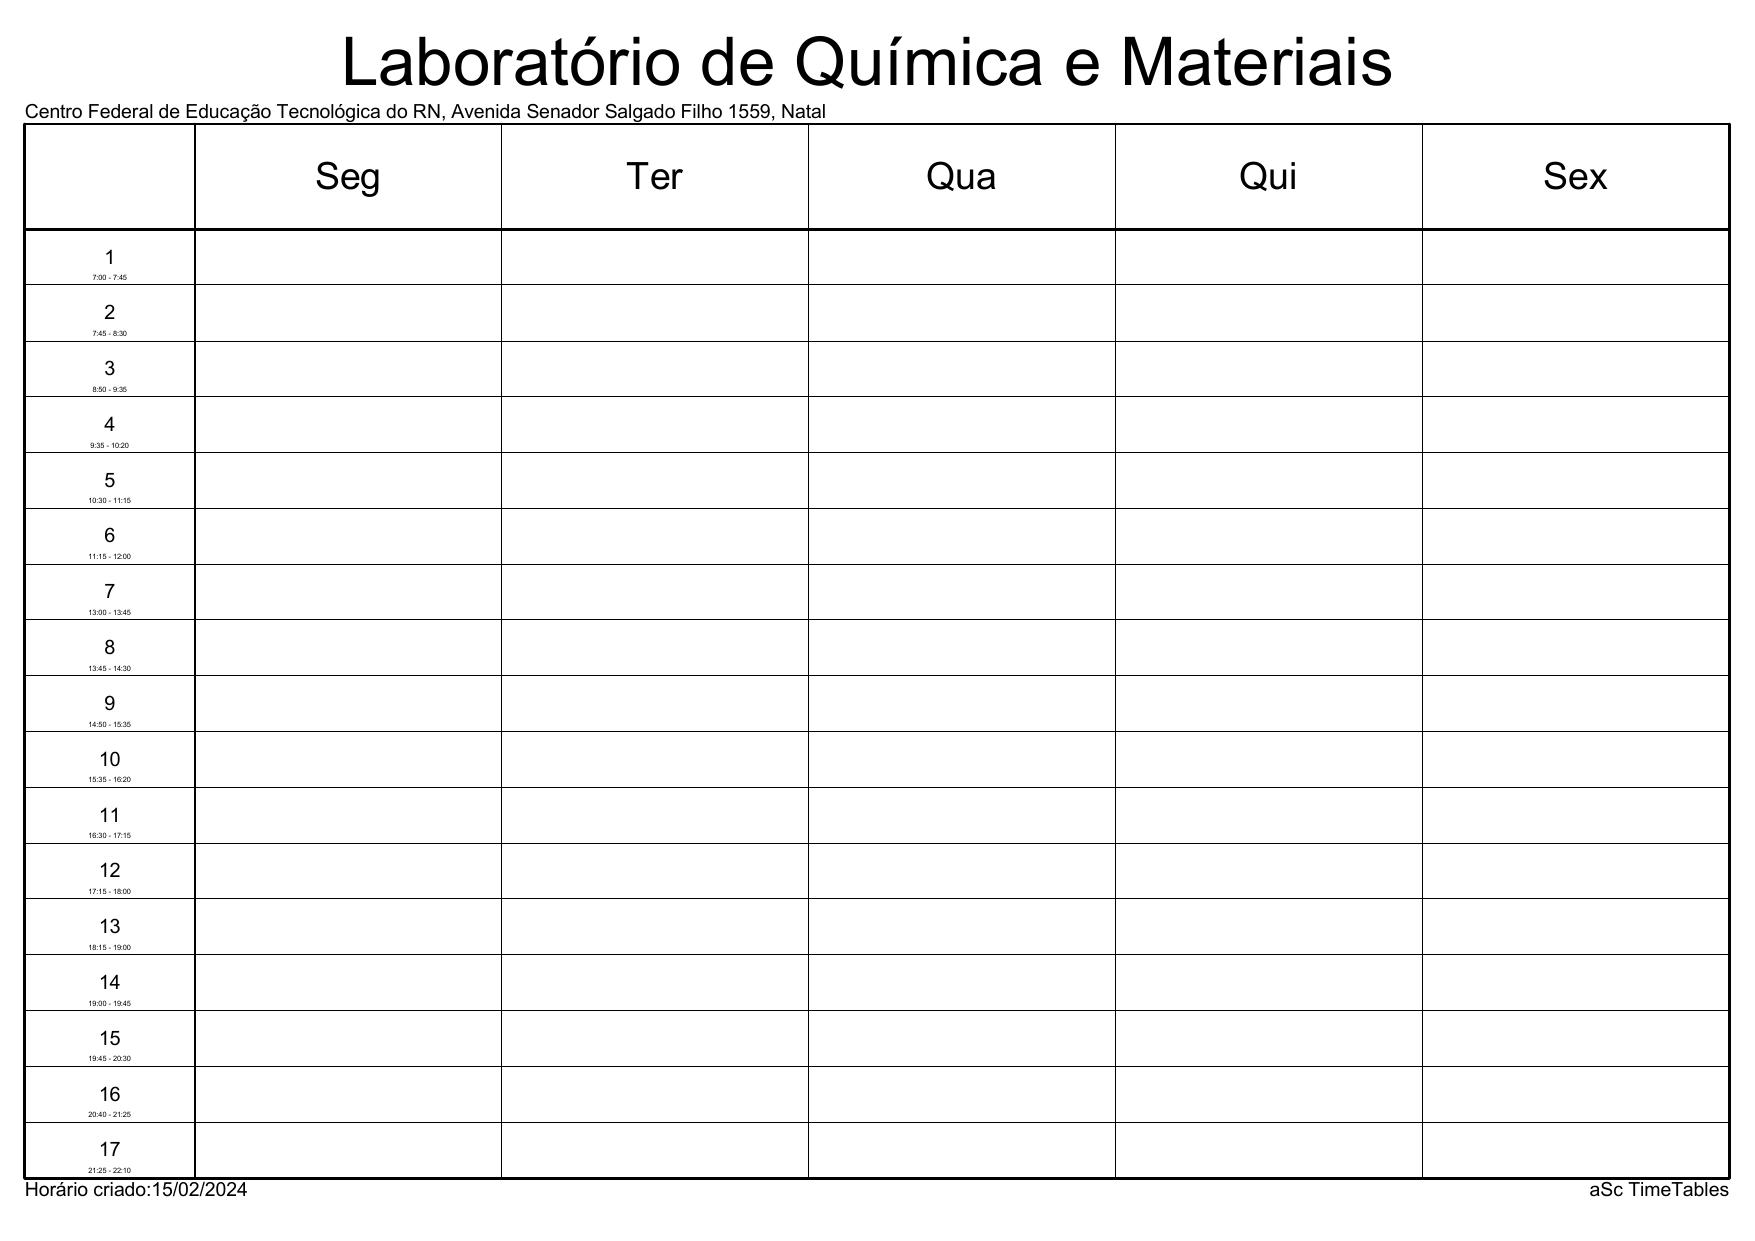 Laboratório de Química e Materiais
Centro Federal de Educação Tecnológica do RN, Avenida Senador Salgado Filho 1559, Natal
Seg Ter Qua Qui Sex
1
7:00 - 7:45
2
7:45 - 8:30
3
8:50 - 9:35
4
9:35 - 10:20
5
10:30 - 11:15
6
11:15 - 12:00
7
13:00 - 13:45
8
13:45 - 14:30
9
14:50 - 15:35
10
15:35 - 16:20
11
16:30 - 17:15
12
17:15 - 18:00
13
18:15 - 19:00
14
19:00 - 19:45
15
19:45 - 20:30
16
20:40 - 21:25
17
21:25 - 22:10
Horário criado:15/02/2024 aSc TimeTables